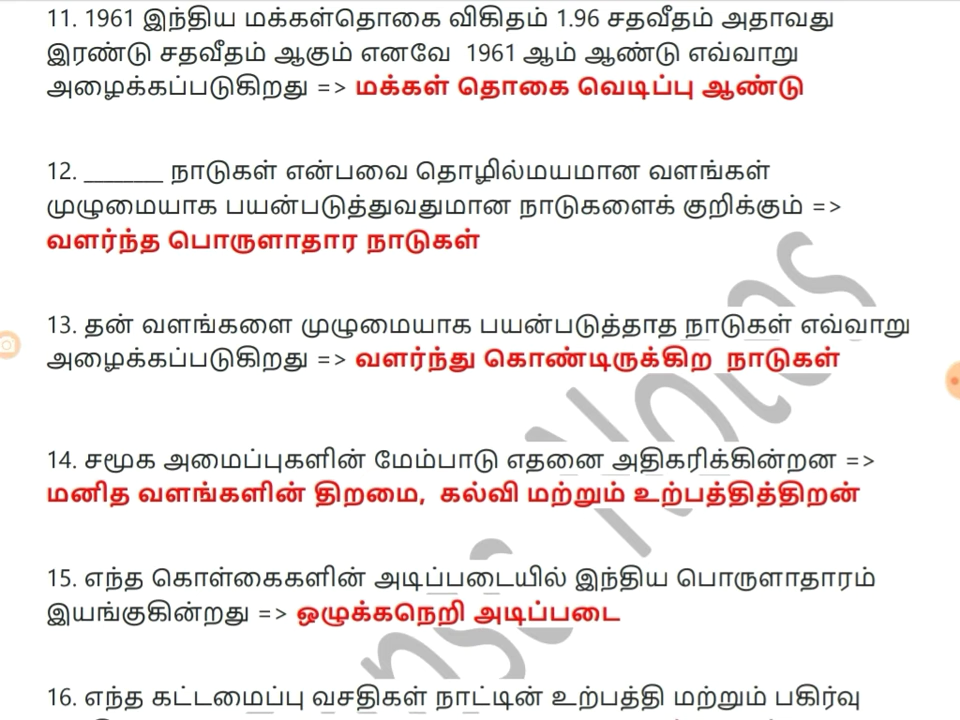 11. 1961 இந்திய மக்கள்தொகை விகிதம் 1.96 சதவீதம் அதாவது
இரண்டு சதவீதம் ஆகும் எனவே 1961 ஆம் ஆண்டு எவ்வாறு
அழைக்கப்படுகிறது => மக்கள் தொகை வெடிப்பு ஆண்டு
12. _______ நாடுகள் என்பவை தொழில்மயமான வளங்கள்
முழுமையாக பயன்படுத்துவதுமான நாடுகளைக் குறிக்கும் =>
வளர்ந்த பொருளாதார நாடுகள்
13. தன் வளங்களை முழுமையாக பயன்படுத்தாத நாடுகள் எவ்வாறு
அழைக்கப்படுகிறது => வளர்ந்து கொண்டிருக்கிற நாடுகள்
14. சமூக அமைப்புகளின் மேம்பாடு எதனை அதிகரிக்கின்றன =>
மனித வளங்களின் திறமை, கல்வி மற்றும் உற்பத்தித்திறன்
15. எந்த கொள்கைகளின் அடிப்படையில் இந்திய பொருளாதாரம்
இயங்குகின்றது => ஒழுக்கநெறி அடிப்படை
16. எந்த கட்டமைப்பு வசதிகள் நாட்டின் உற்பத்தி மற்றும் பகிர்வு